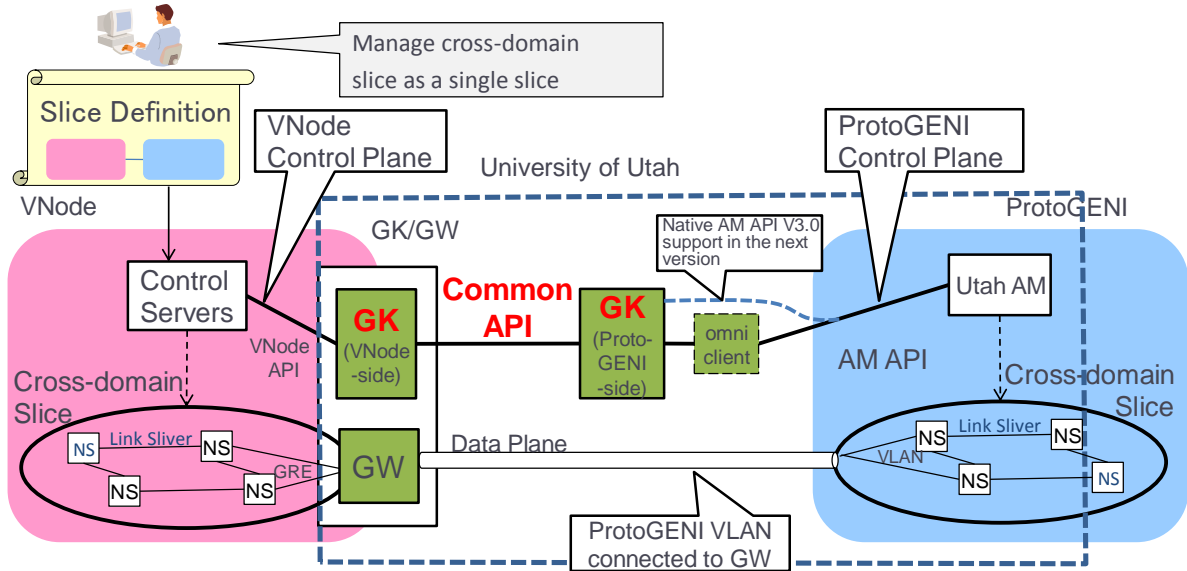 Manage cross-domain
slice as a single slice
Slice Definition
VNode
Control Plane
ProtoGENI
Control Plane
University of Utah
VNode
ProtoGENI
GK/GW
Native AM API V3.0
support in the next
version
Control
Servers
Common
API
Utah AM
GK
(VNode
-side)
GK
(Proto-
GENI
-side)
omni
client
VNode
API
AM API
Cross-domain
Slice
Cross-domain
Slice
NS
Link Sliver
NS
NS
NS
GRE
GW
Data Plane
VLAN
NS
Link Sliver
NS
NS
NS
ProtoGENI VLAN
connected to GW